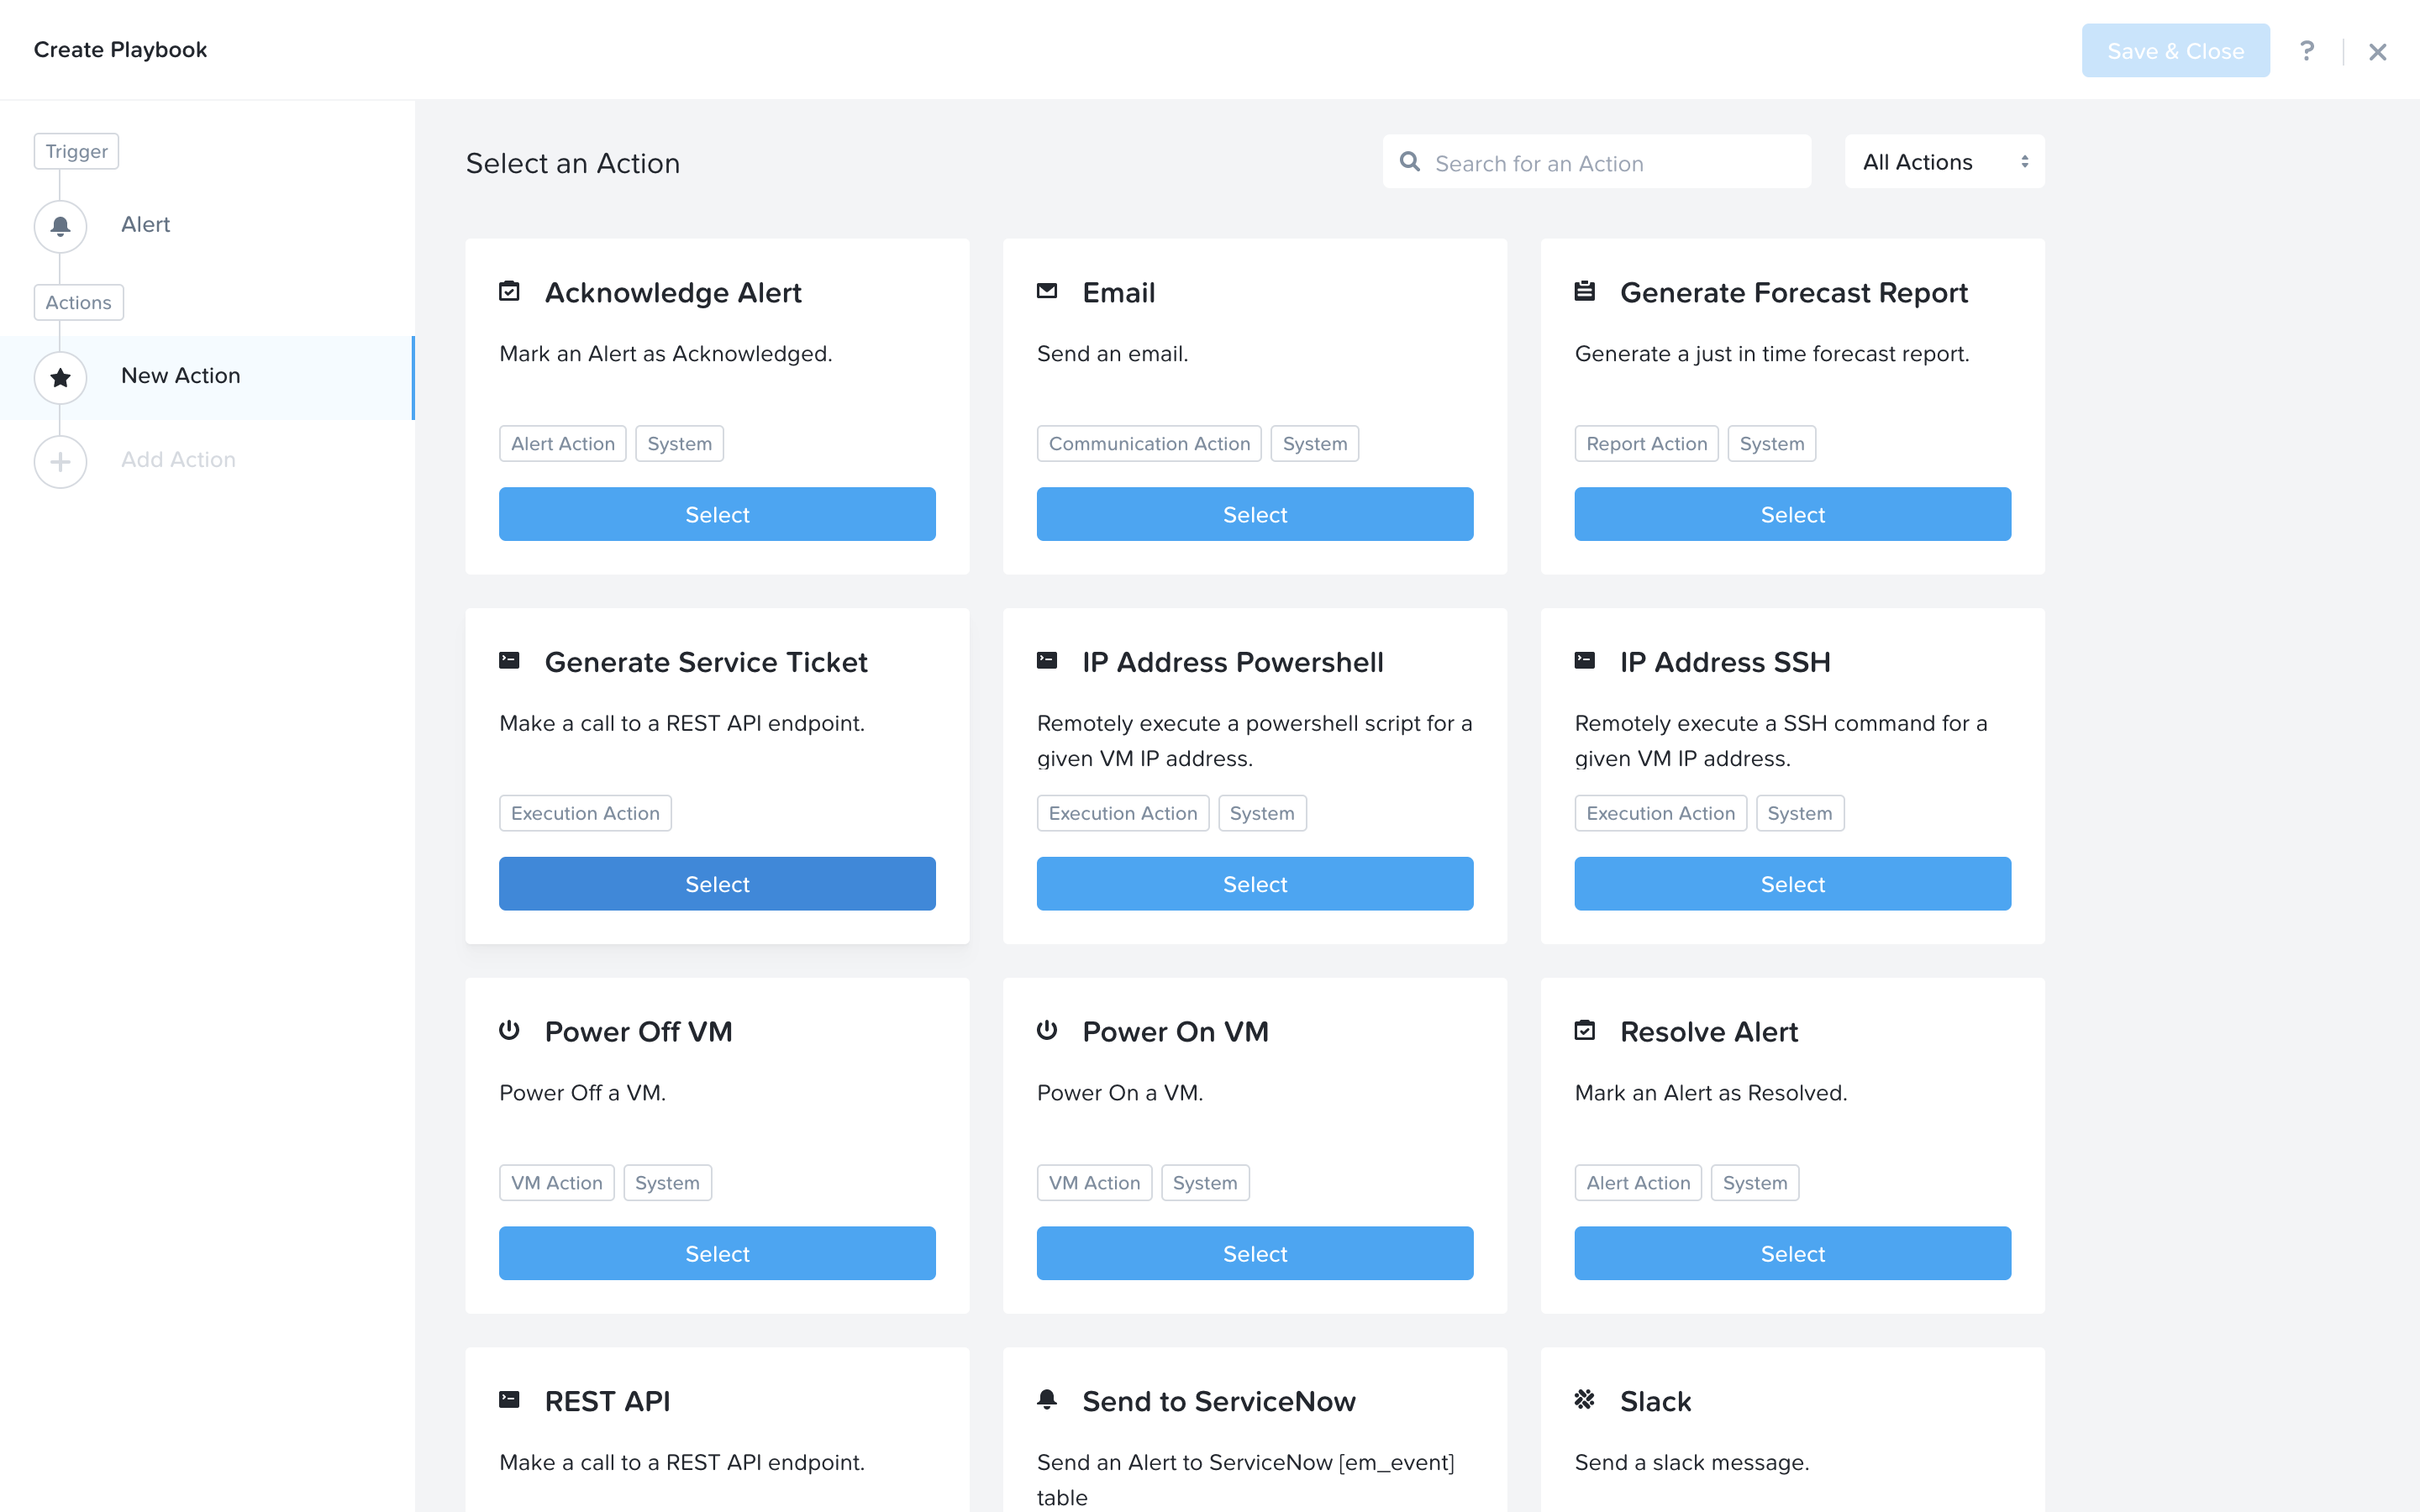 Create Playbook
Save & Close
?
Trigger
Alert
Actions
New Action
Add Action
Select an Action
Search for an Action
All Actions
Acknowledge Alert
Mark an Alert as Acknowledged.
Alert Action
System
Select
Email
Send an email.
Communication Action
System
Select
Generate Forecast Report
Generate a just in time forecast report.
Report Action
System
Select
Generate Service Ticket
Make a call to a REST API endpoint.
Execution Action
Select
IP Address Powershell
Remotely execute a powershell script for a
given VM IP address.
Execution Action
System
Select
IP Address SSH
Remotely execute a SSH command for a
given VM IP address.
Execution Action
System
Select
Power Off VM
Power Off a VM.
VM Action
System
Select
Power On VM
Power On a VM.
VM Action
System
Select
Resolve Alert
Mark an Alert as Resolved.
Alert Action
System
Select
REST API
Make a call to a REST API endpoint.
Send to ServiceNow
Send an Alert to ServiceNow [em_event]
table
Slack
Send a slack message.